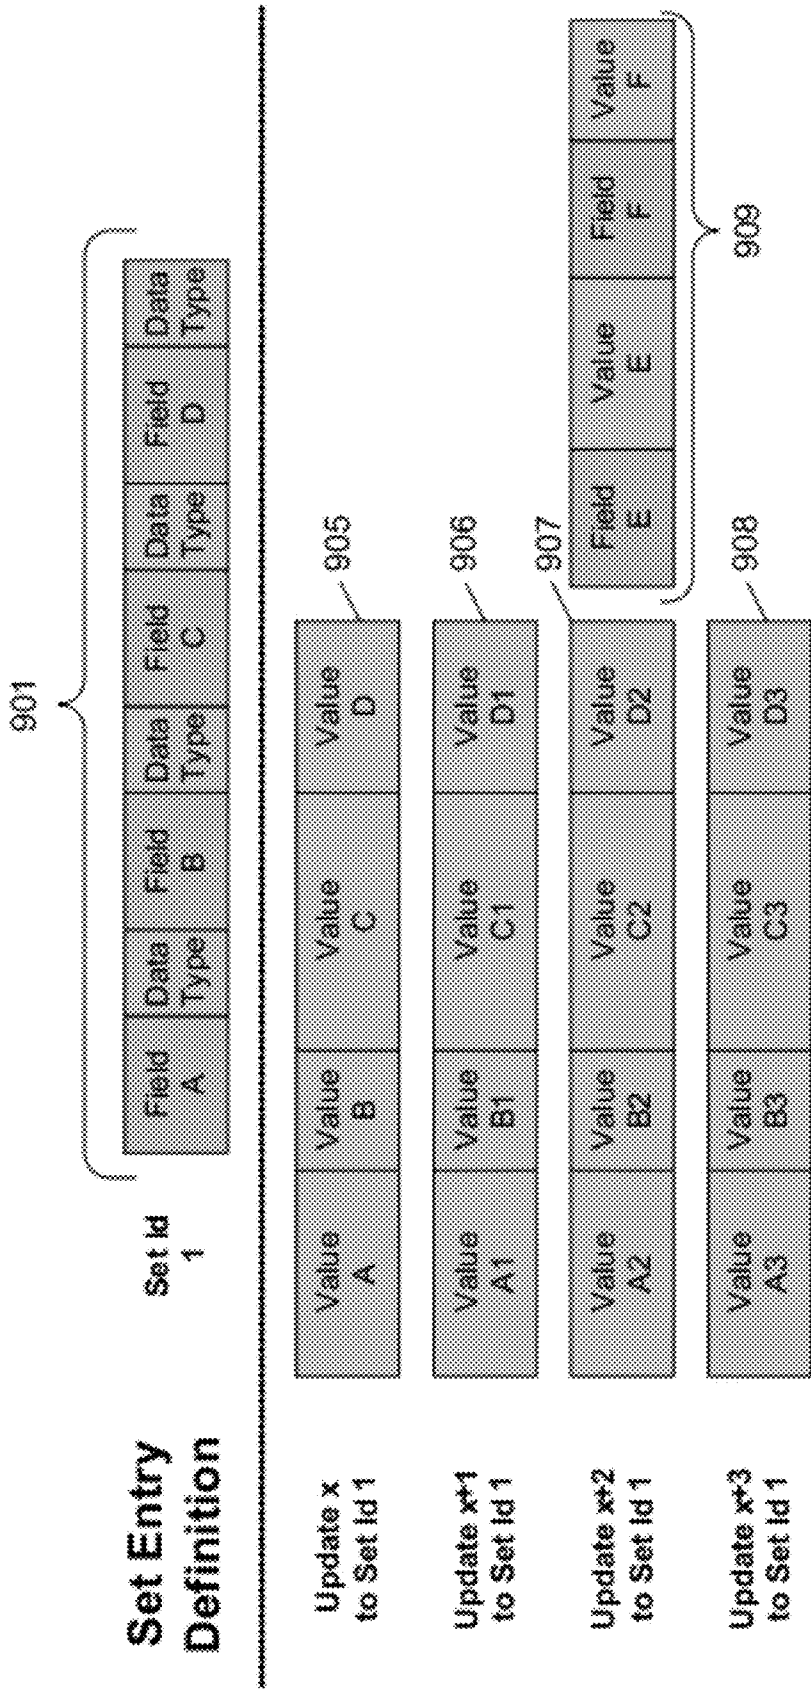 901
Set Entry
Definition
Set Id
1
Field
A
Data
Type
Field
B
Data
Type
Field
C
Data
Type
Field
D
Data
Type
Update x
to Set Id 1
Value
A
Value
B
Value
C
Value
D
905
Update x+1
to Set Id 1
Value
A1
Value
B1
Value
C1
Value
D1
906
Update x+2
to Set Id 1
Value
A2
Value
B2
Value
C2
Value
D2
907
Field
E
Value
E
Field
F
Value
F
909
Update x+3
to Set Id 1
Value
A3
Value
B3
Value
C3
Value
D3
908